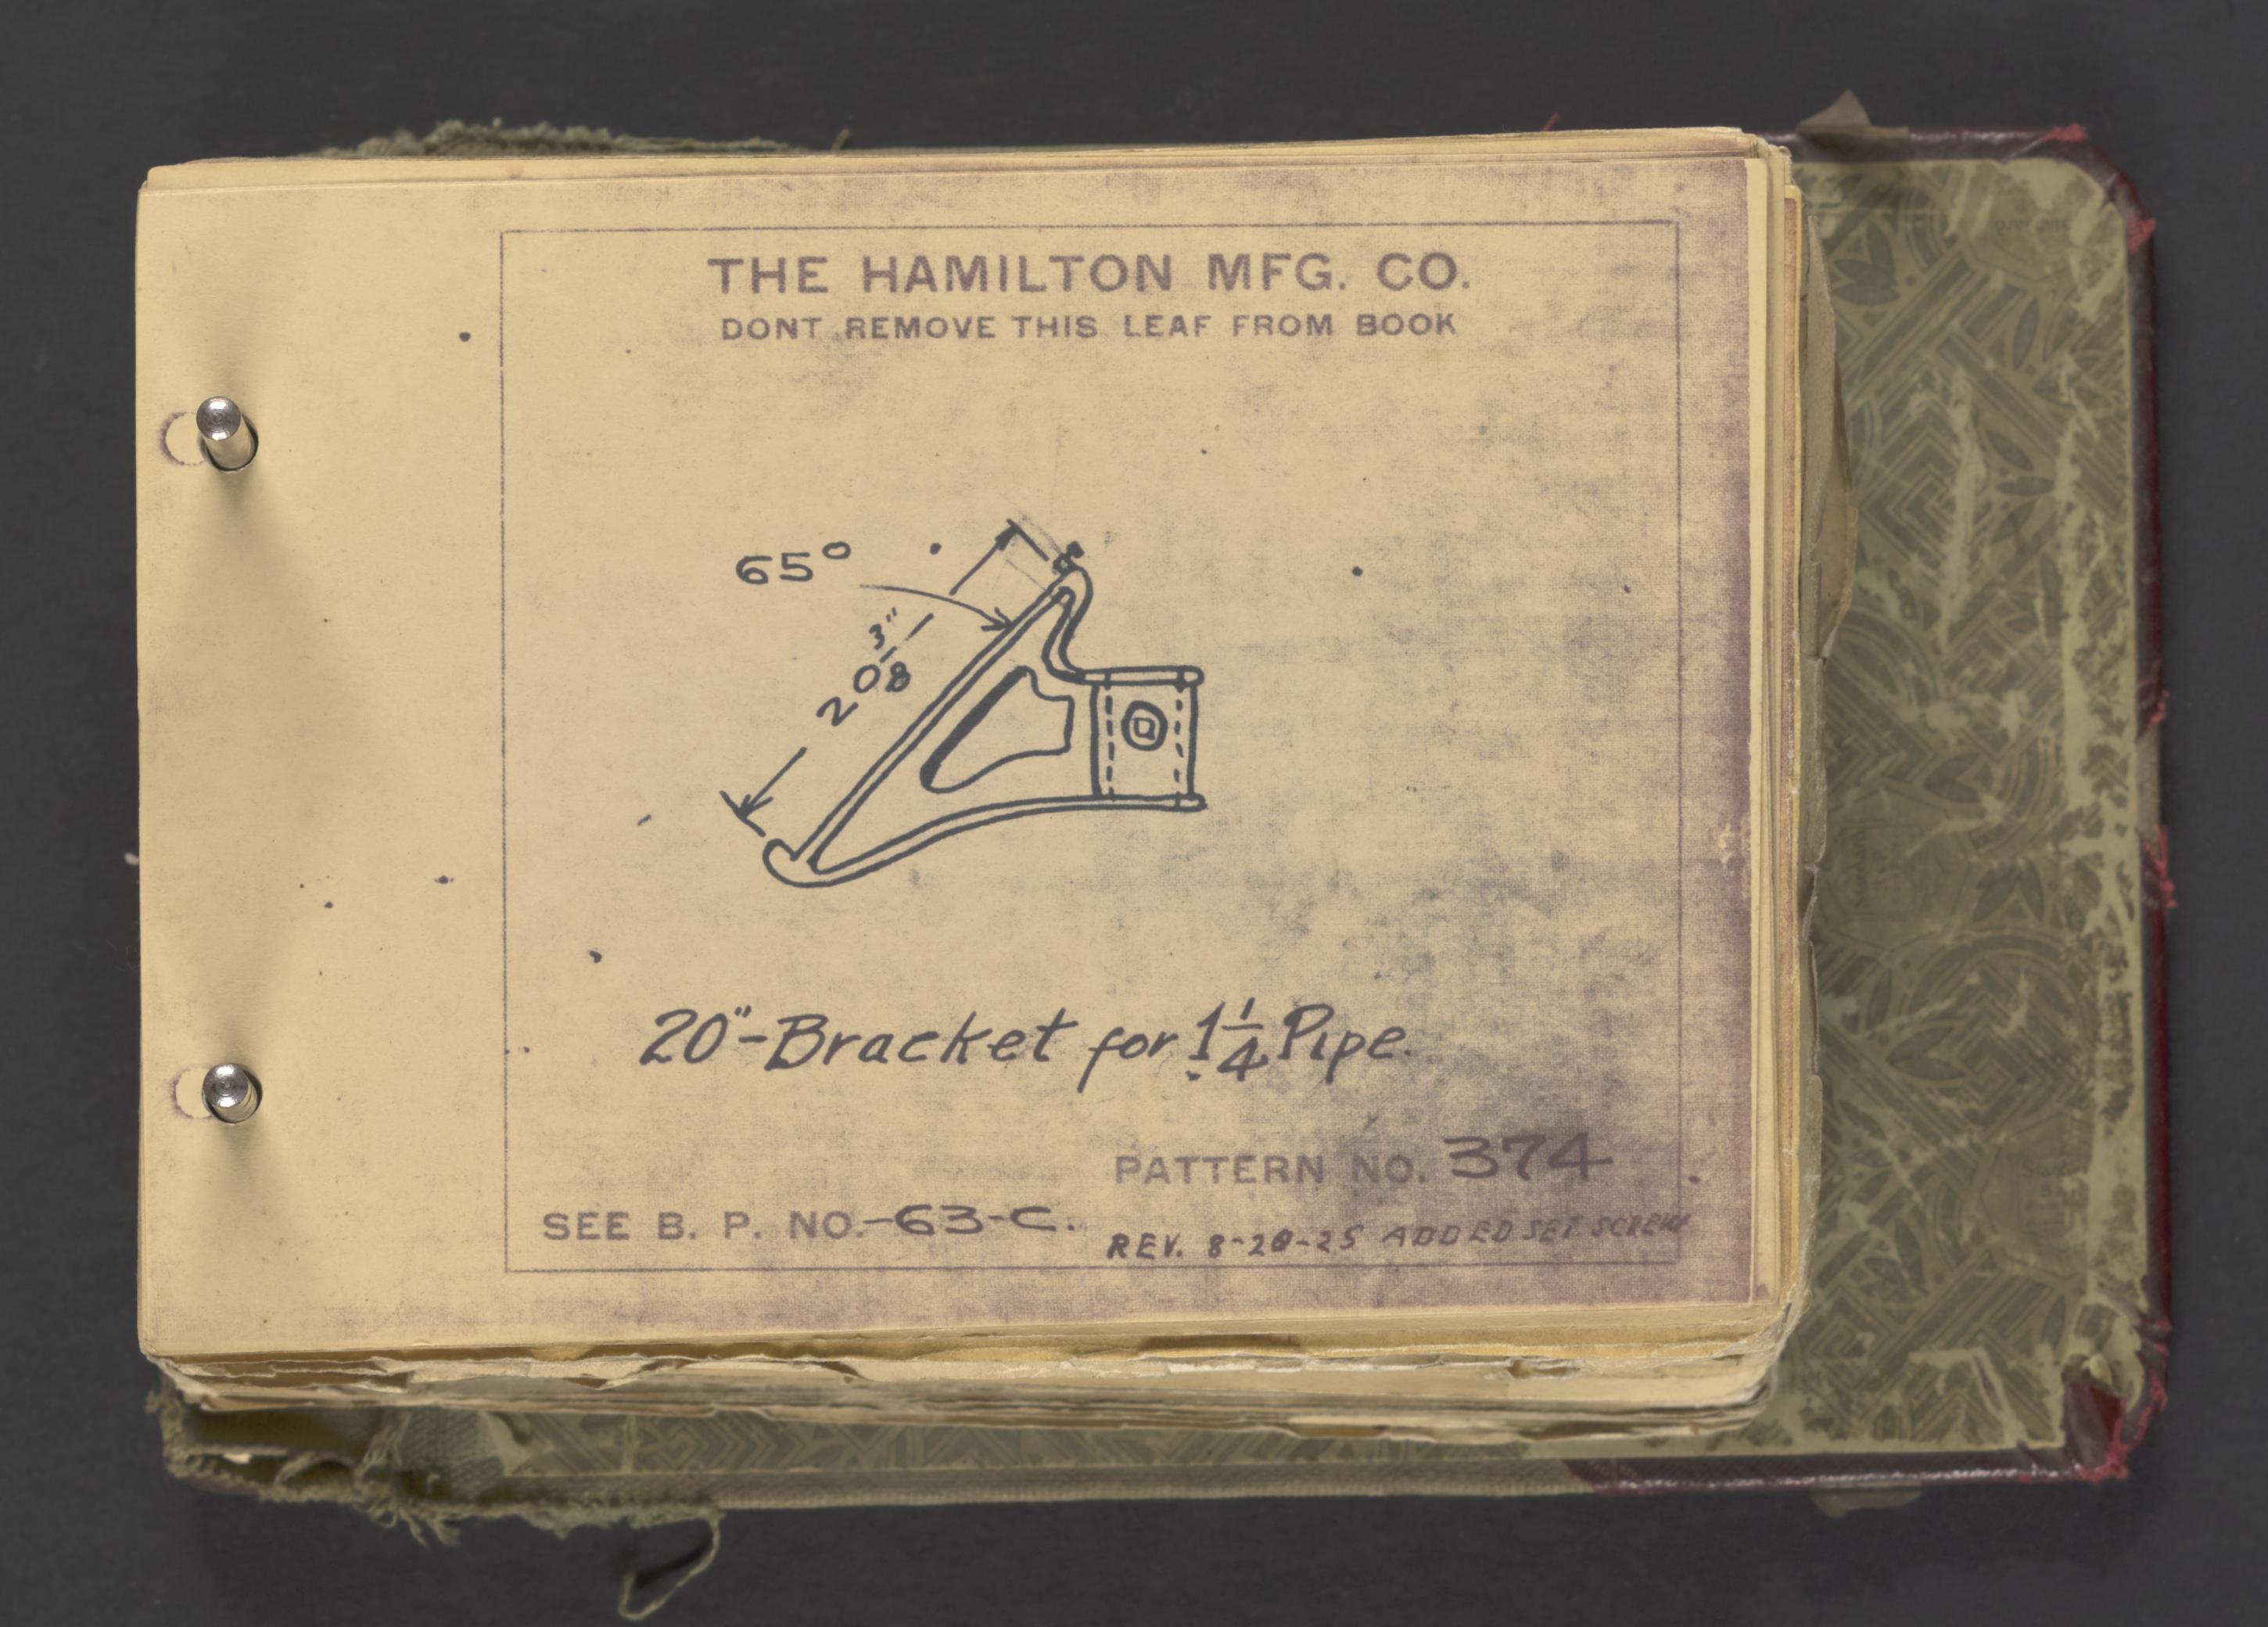 THE HAMILTON MFG. CO.
DONT REMOVE THIS LEAF FROM BOOK
65°
20 3/8"
20"-Bracket for 1 1/4 Pipe.
PATTERN NO. 374
SEE B. P. NO.-63-C.
REV. 8-20-25 ADDED SET SCREW